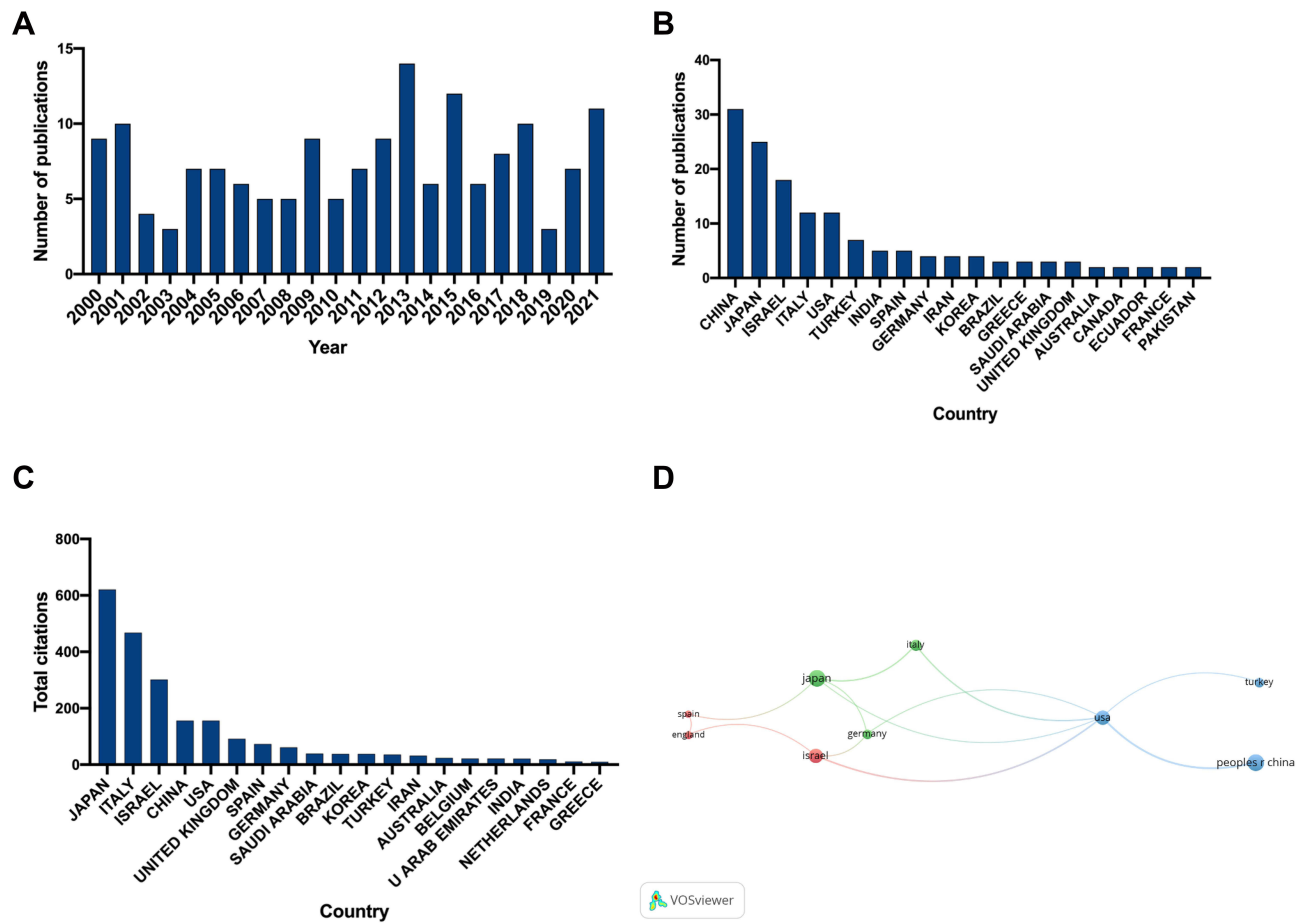 A
Number of publications
15
10
5
0
2000
2001
2002
2003
2004
2005
2006
2007
2008
2009
2010
2011
2012
2013
2014
2015
2016
2017
2018
2019
2020
2021
Year
B
Number of publications
40
30
20
10
0
CHINA
JAPAN
ISRAEL
ITALY
USA
TURKEY
INDIA
SPAIN
GERMANY
IRAN
KOREA
BRAZIL
GREECE
SAUDI ARABIA
UNITED KINGDOM
AUSTRALIA
CANADA
ECUADOR
FRANCE
PAKISTAN
Country
C
Total citations
800
600
400
200
0
JAPAN
ITALY
ISRAEL
CHINA
USA
UNITED KINGDOM
SPAIN
GERMANY
SAUDI ARABIA
BRAZIL
KOREA
TURKEY
IRAN
AUSTRALIA
BELGIUM
U ARAB EMIRATES
INDIA
NETHERLANDS
FRANCE
GREECE
Country
D
italy
japan
turkey
spain
usa
england
germany
israel
peoples r china
VOSviewer